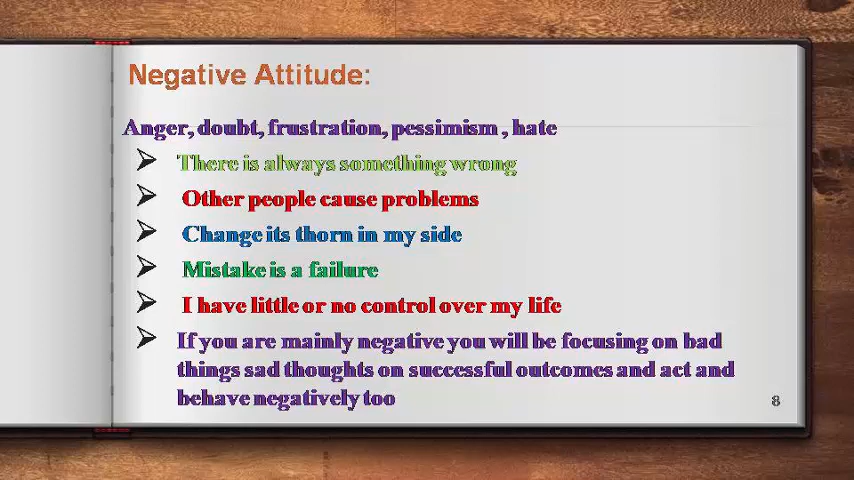 Negative Attitude:
Anger, doubt, frustration, pessimism , hate
There is always something wrong
Other people cause problems
Change its thorn in my side
Mistake is a failure
I have little or no control over my life
If you are mainly negative you will be focusing on bad
things sad thoughts on successful outcomes and act and
behave negatively too
8